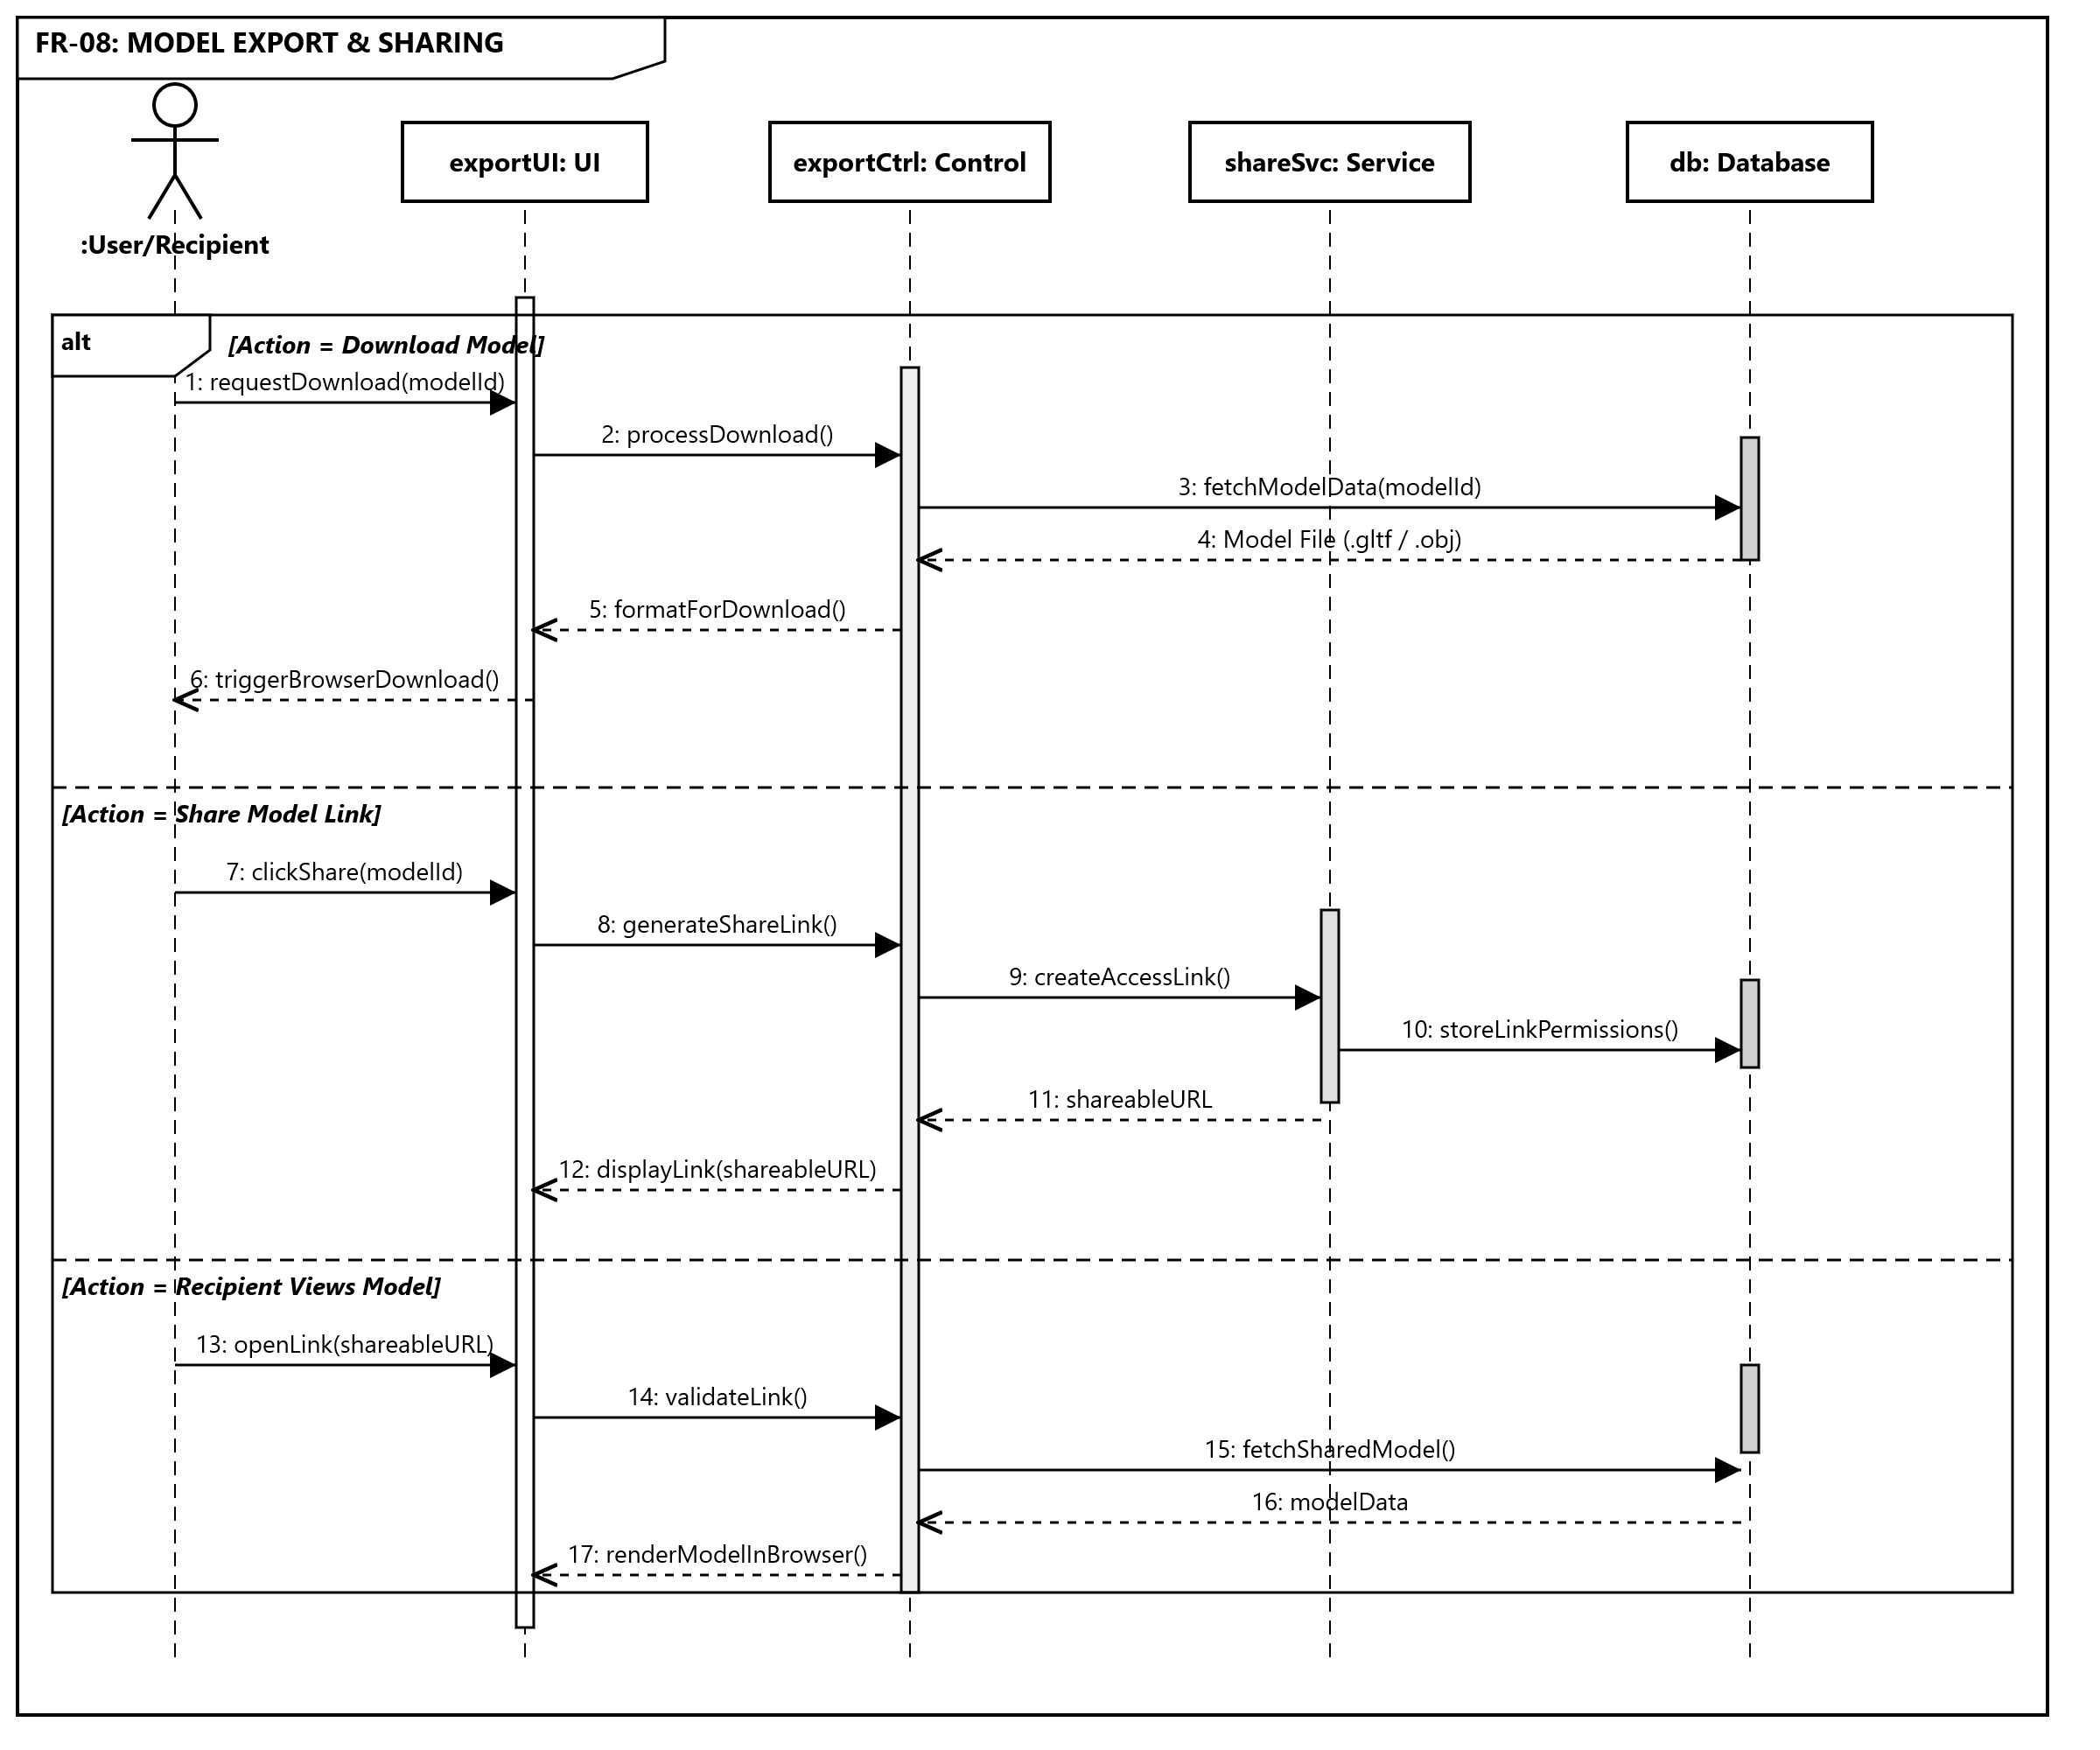 FR-08: MODEL EXPORT & SHARING
:User/Recipient
exportUI: UI
exportCtrl: Control
shareSvc: Service
db: Database
alt
[Action = Download Model]
1: requestDownload(modelId)
2: processDownload()
3: fetchModelData(modelId)
4: Model File (.gltf / .obj)
5: formatForDownload()
6: triggerBrowserDownload()
[Action = Share Model Link]
7: clickShare(modelId)
8: generateShareLink()
9: createAccessLink()
10: storeLinkPermissions()
11: shareableURL
12: displayLink(shareableURL)
[Action = Recipient Views Model]
13: openLink(shareableURL)
14: validateLink()
15: fetchSharedModel()
16: modelData
17: renderModelInBrowser()